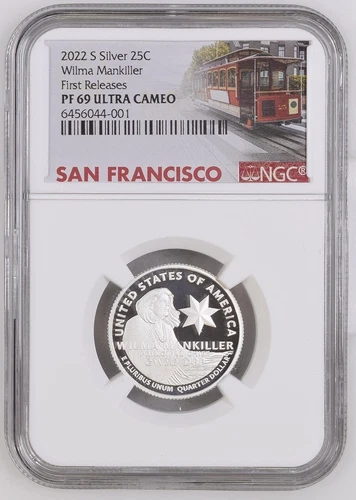 2022 S Silver 25C
Wilma Mankiller
First Releases
PF 69 ULTRA CAMEO
6456044-001
SAN FRANCISCO
NGC®
UNITED STATES OF AMERICA
WILMA MANKILLER
E PLURIBUS UNUM QUARTER DOLLAR